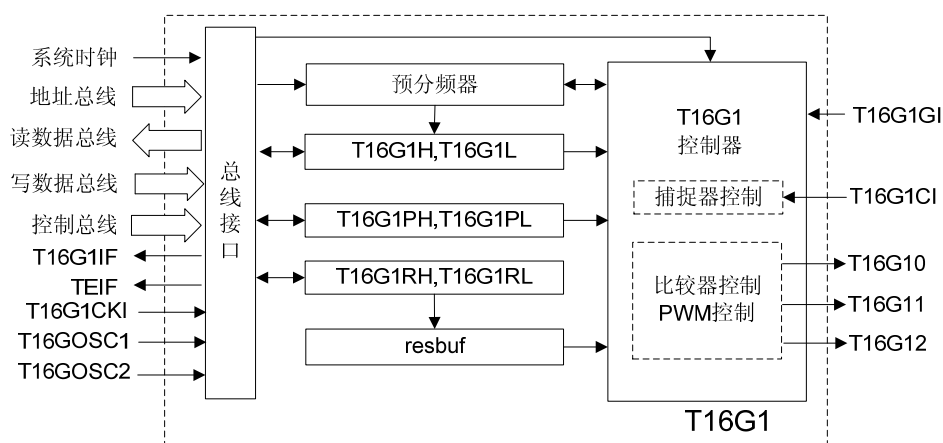 系统时钟
地址总线
读数据总线
写数据总线
控制总线
T16G1IF
TEIF
T16G1CKI
T16GOSC1
T16GOSC2
总线接口
预分频器
T16G1H,T16G1L
T16G1PH,T16G1PL
T16G1RH,T16G1RL
resbuf
T16G1
控制器
捕捉器控制
比较器控制
PWM控制
T16G1GI
T16G1CI
T16G10
T16G11
T16G12
T16G1